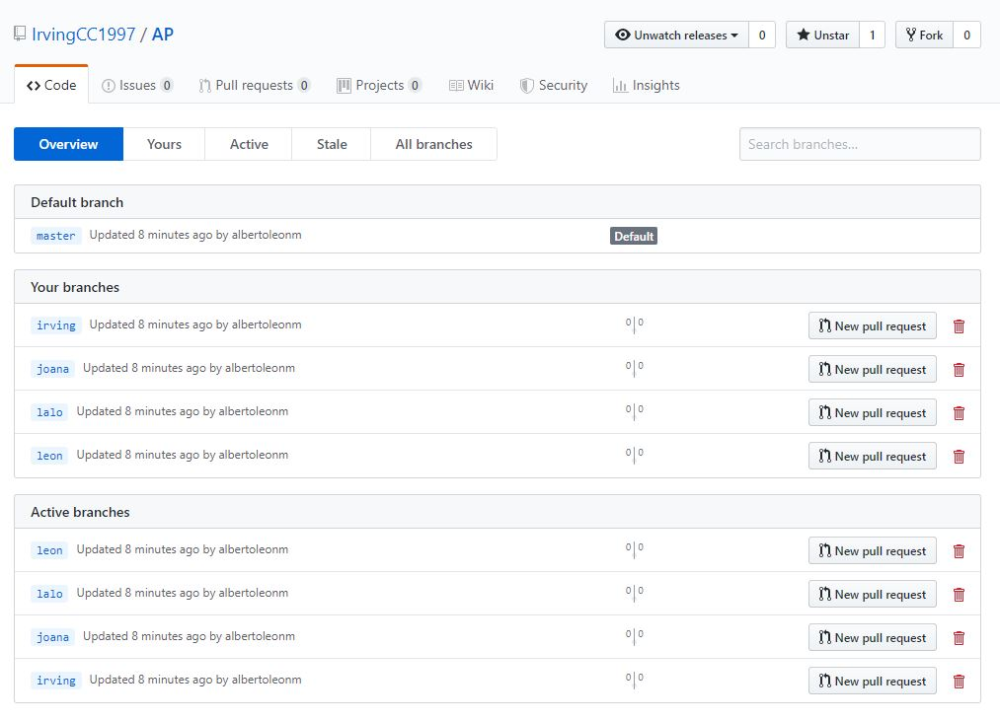 IrvingCC1997 / AP
Unwatch releases 0 Unstar 1 Fork 0
Code Issues 0 Pull requests 0 Projects 0 Wiki Security Insights
Overview Yours Active Stale All branches Search branches...
Default branch
master Updated 8 minutes ago by albertoleonm Default
Your branches
irving Updated 8 minutes ago by albertoleonm 0 0 New pull request
joana Updated 8 minutes ago by albertoleonm 0 0 New pull request
lalo Updated 8 minutes ago by albertoleonm 0 0 New pull request
leon Updated 8 minutes ago by albertoleonm 0 0 New pull request
Active branches
leon Updated 8 minutes ago by albertoleonm 0 0 New pull request
lalo Updated 8 minutes ago by albertoleonm 0 0 New pull request
joana Updated 8 minutes ago by albertoleonm 0 0 New pull request
irving Updated 8 minutes ago by albertoleonm 0 0 New pull request